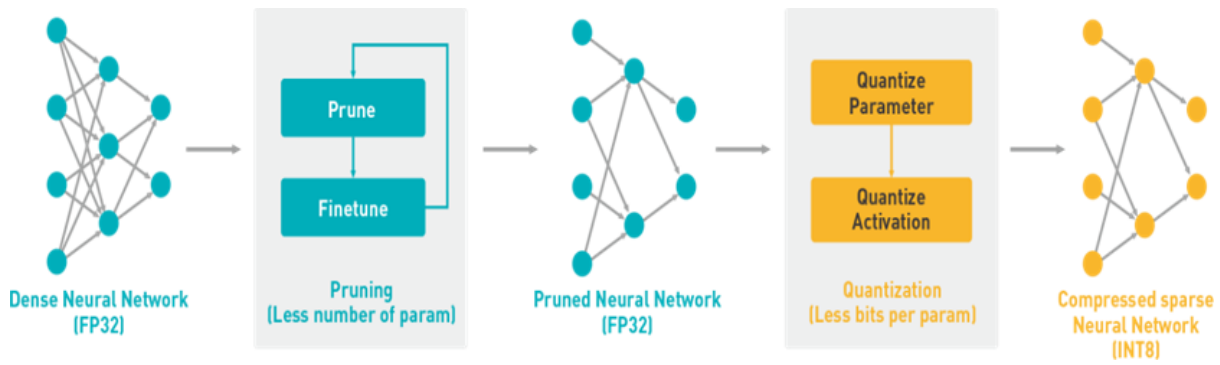 Dense Neural Network
(FP32)
Prune
Finetune
Pruning
(Less number of param)
Pruned Neural Network
(FP32)
Quantize
Parameter
Quantize
Activation
Quantization
(Less bits per param)
Compressed sparse
Neural Network
(INT8)